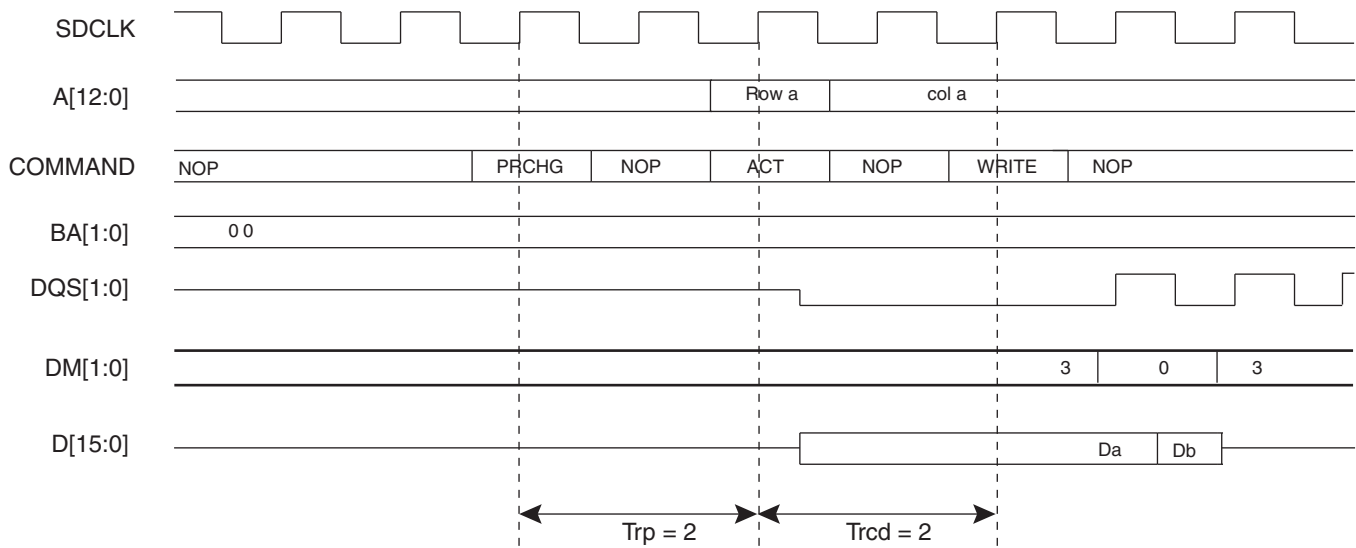 SDCLK
A[12:0] Row a col a
COMMAND NOP PRCHG NOP ACT NOP WRITE NOP
BA[1:0] 0 0
DQS[1:0]
DM[1:0] 3 0 3
D[15:0] Da Db
Trp = 2 Trcd = 2